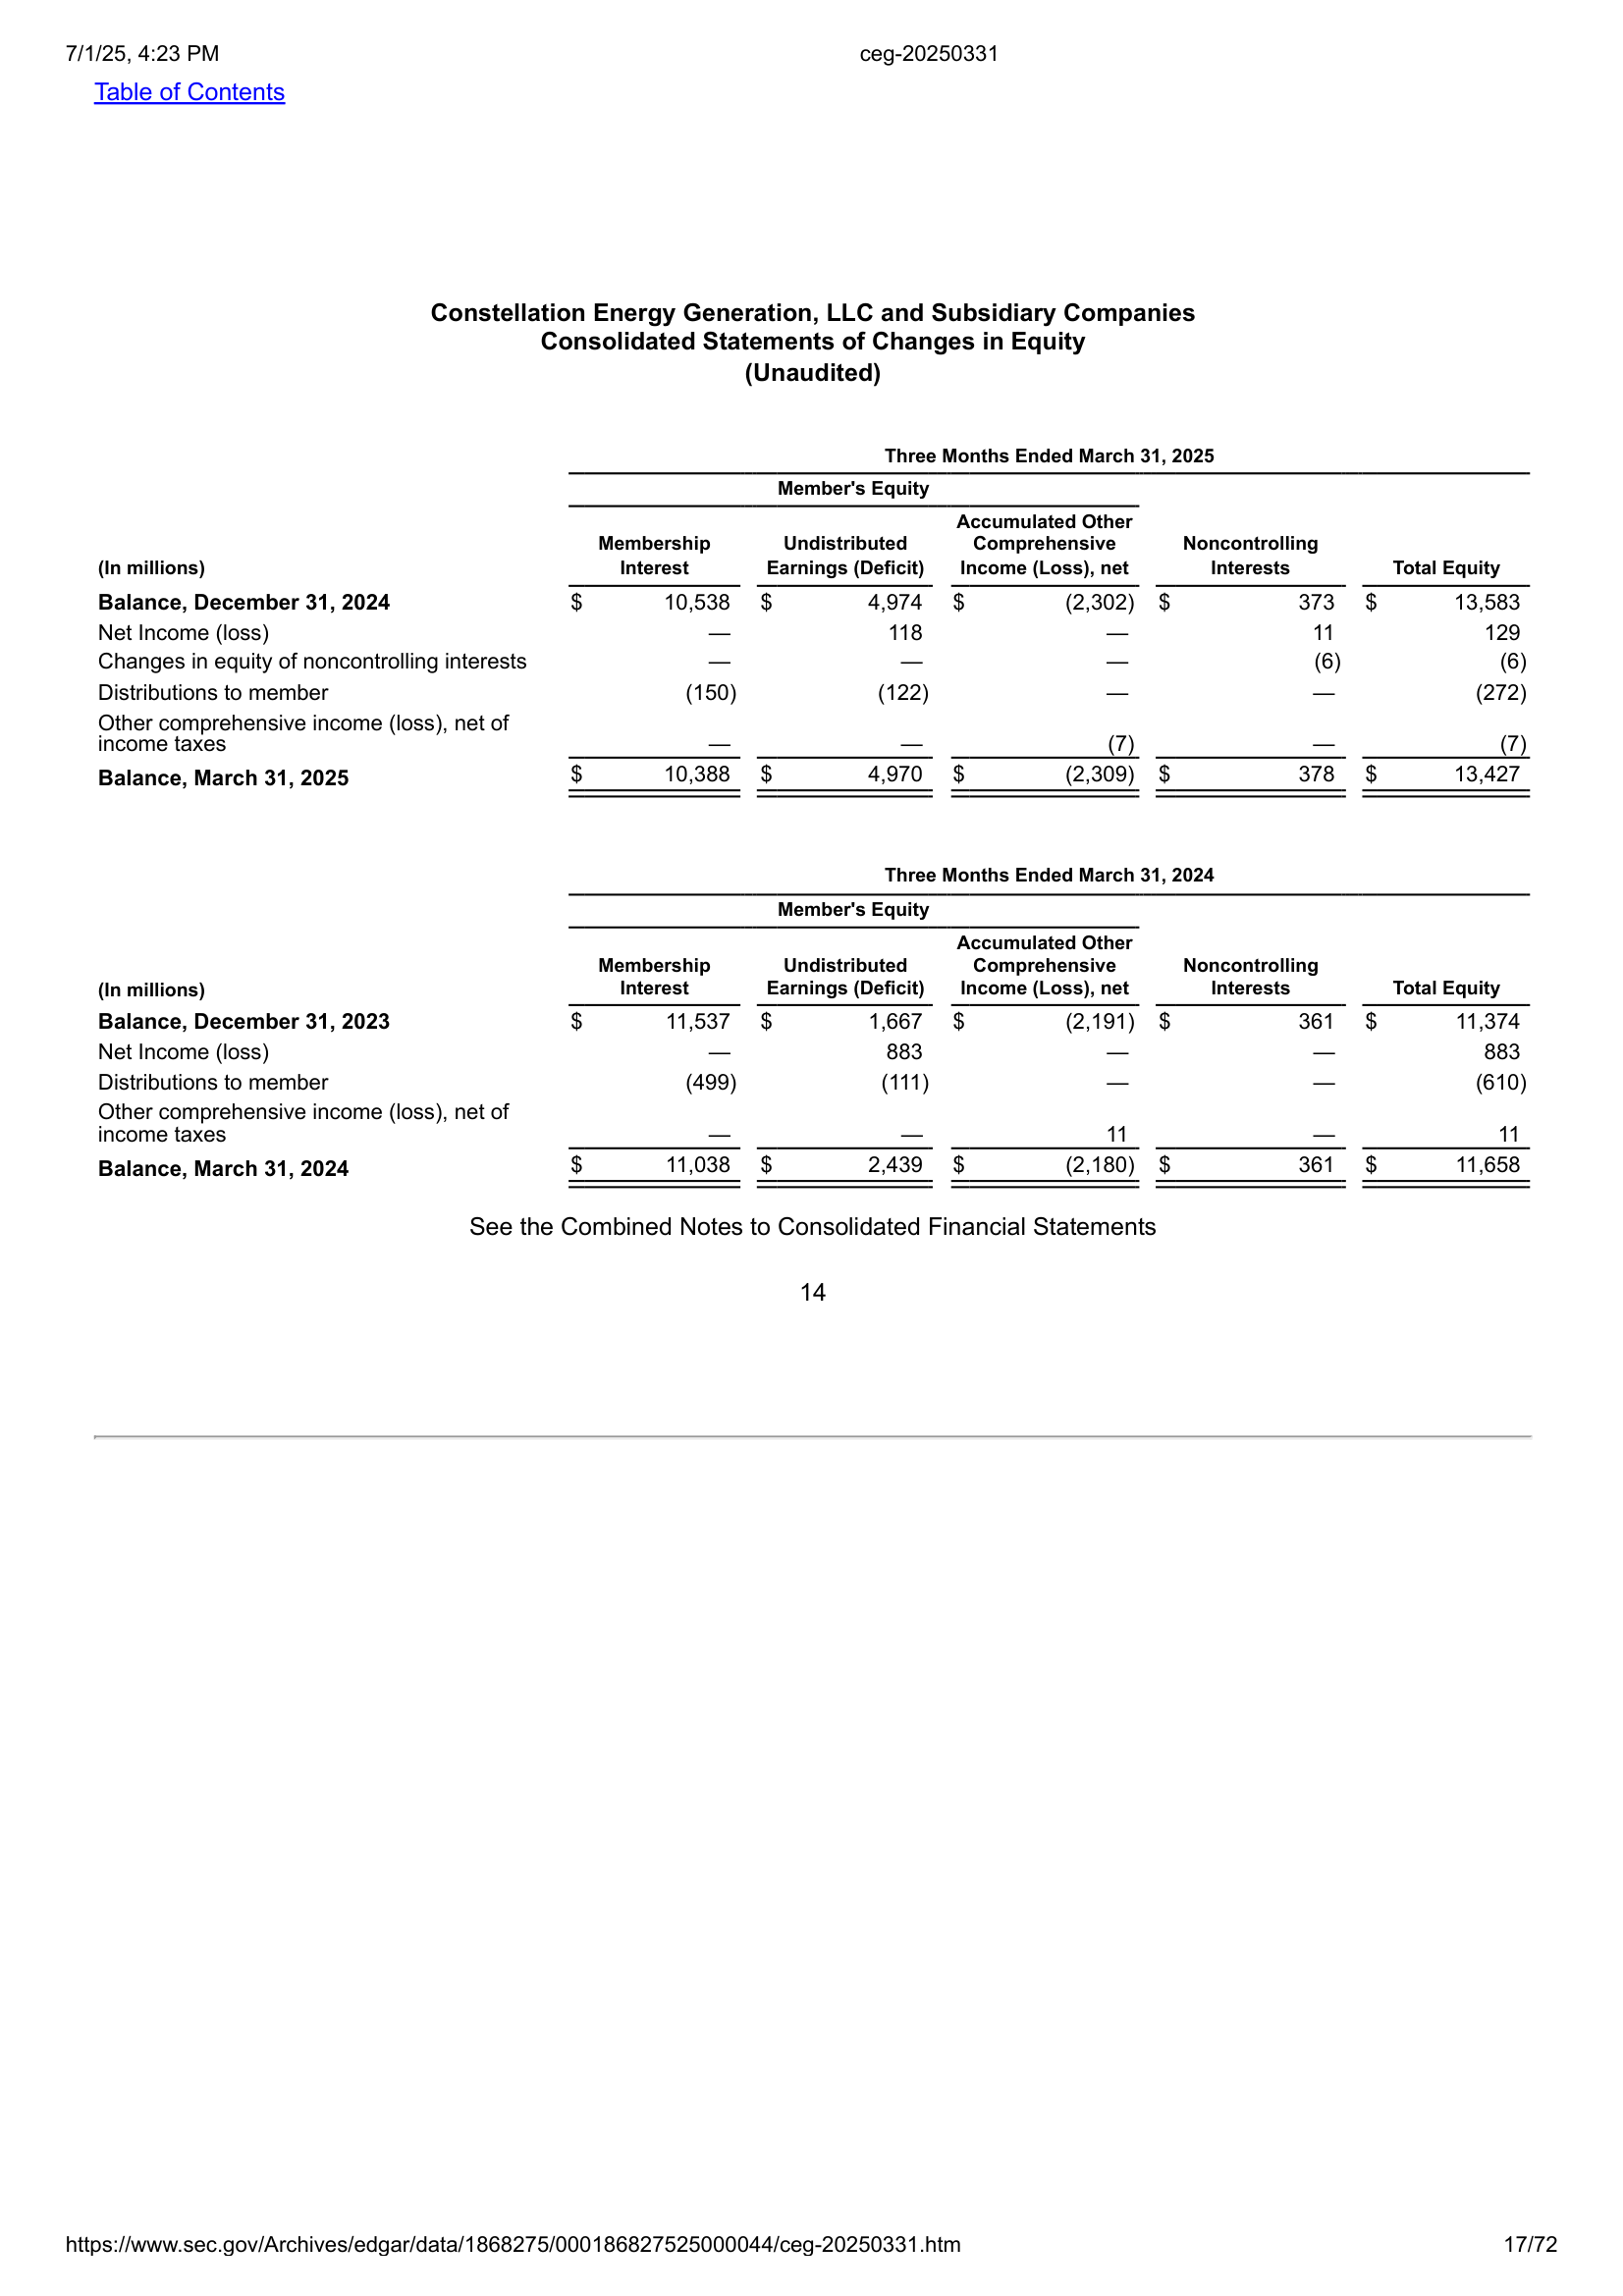 7/1/25, 4:23 PM ceg-20250331
Table of Contents
Constellation Energy Generation, LLC and Subsidiary Companies
Consolidated Statements of Changes in Equity
(Unaudited)
Three Months Ended March 31, 2025
Member's Equity
(In millions) Membership Interest Undistributed Earnings (Deficit) Accumulated Other Comprehensive Income (Loss), net Noncontrolling Interests Total Equity
Balance, December 31, 2024 $ 10,538 $ 4,974 $ (2,302) $ 373 $ 13,583
Net Income (loss) — 118 — 11 129
Changes in equity of noncontrolling interests — — — (6) (6)
Distributions to member (150) (122) — — (272)
Other comprehensive income (loss), net of
income taxes — — (7) — (7)
Balance, March 31, 2025 $ 10,388 $ 4,970 $ (2,309) $ 378 $ 13,427
Three Months Ended March 31, 2024
Member's Equity
(In millions) Membership Interest Undistributed Earnings (Deficit) Accumulated Other Comprehensive Income (Loss), net Noncontrolling Interests Total Equity
Balance, December 31, 2023 $ 11,537 $ 1,667 $ (2,191) $ 361 $ 11,374
Net Income (loss) — 883 — — 883
Distributions to member (499) (111) — — (610)
Other comprehensive income (loss), net of
income taxes — — 11 — 11
Balance, March 31, 2024 $ 11,038 $ 2,439 $ (2,180) $ 361 $ 11,658
See the Combined Notes to Consolidated Financial Statements
14
https://www.sec.gov/Archives/edgar/data/1868275/000186827525000044/ceg-20250331.htm 17/72